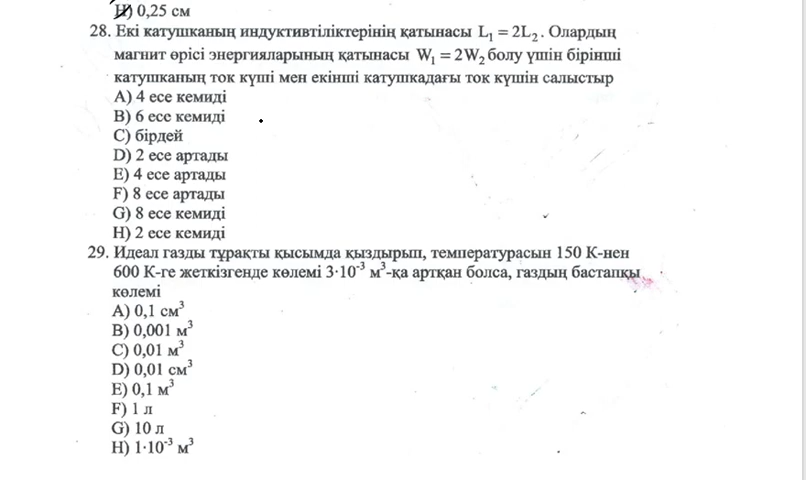 H) 0,25 см
28. Екі катушканың индуктивтіліктерінің қатынасы L₁ = 2L₂. Олардың
магнит өрісі энергияларының қатынасы W₁ = 2W₂ болу үшін бірінші
катушканың ток күші мен екінші катушкадағы ток күшін салыстыр
A) 4 есе кемиді
B) 6 есе кемиді
C) бірдей
D) 2 есе артады
E) 4 есе артады
F) 8 есе артады
G) 8 есе кемиді
H) 2 есе кемиді
29. Идеал газды тұрақты қысымда қыздырып, температурасын 150 К-нен
600 К-ге жеткізгенде көлемі 3·10⁻³ м³-қа артқан болса, газдың бастапқы
көлемі
A) 0,1 см³
B) 0,001 м³
C) 0,01 м³
D) 0,01 см³
E) 0,1 м³
F) 1 л
G) 10 л
H) 1·10⁻³ м³